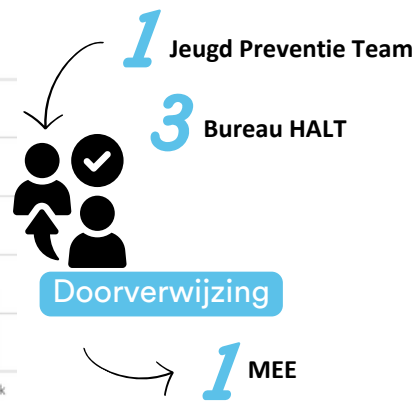 1 Jeugd Preventie Team
3 Bureau HALT
Doorverwijzing
1 MEE
k